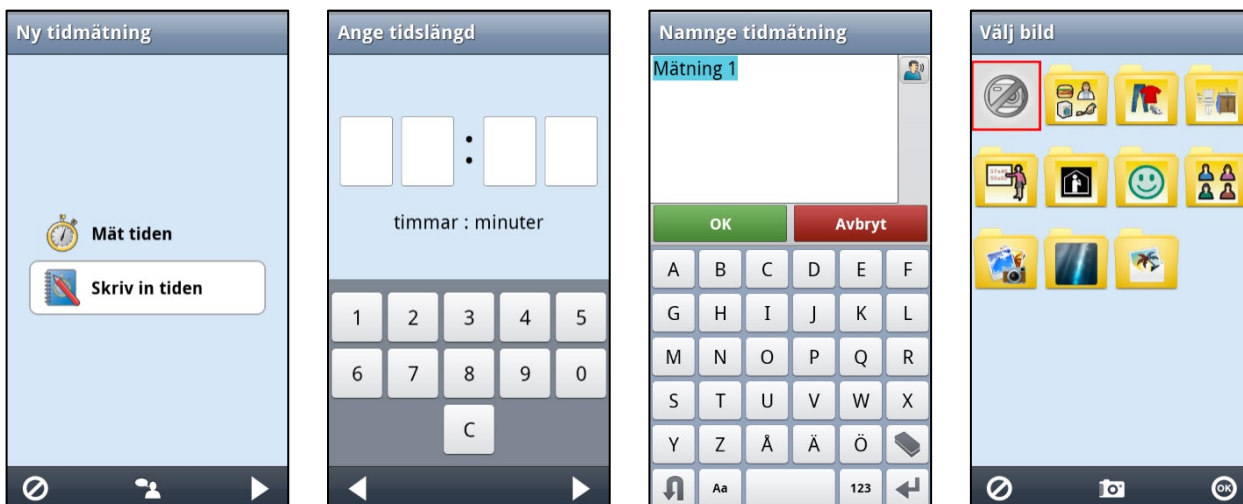 Ny tidmätning
Mät tiden
Skriv in tiden
Ange tidslängd
:
timmar : minuter
1 2 3 4 5
6 7 8 9 0
C
Namnge tidmätning
Mätning 1
OK Avbryt
A B C D E F
G H I J K L
M N O P Q R
S T U V W X
Y Z Å Ä Ö
Aa 123
Välj bild
OK